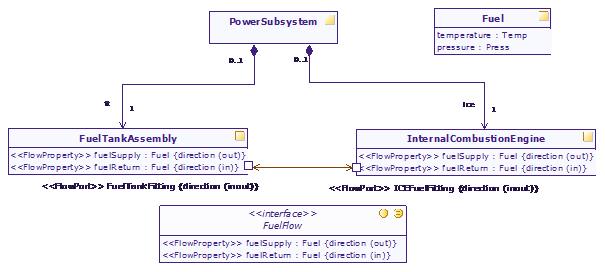 PowerSubsystem
Fuel
temperature : Temp
pressure : Press
0..1
0..1
1
ice
1
FuelTankAssembly
<<FlowProperty>> fuelSupply : Fuel {direction (out)}
<<FlowProperty>> fuelReturn : Fuel {direction (in)}
InternalCombustionEngine
<<FlowProperty>> fuelSupply : Fuel {direction (out)}
<<FlowProperty>> fuelReturn : Fuel {direction (in)}
<<FlowPort>> FuelTankFitting {direction (inout)}
<<FlowPort>> ICEFuelFitting {direction (inout)}
<<interface>>
FuelFlow
<<FlowProperty>> fuelSupply : Fuel {direction (out)}
<<FlowProperty>> fuelReturn : Fuel {direction (in)}